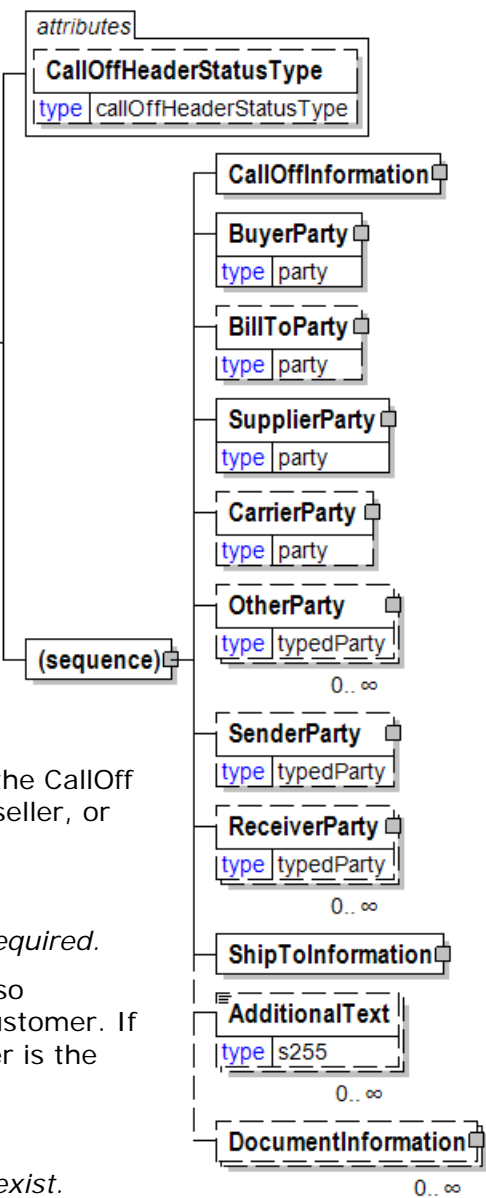 attributes
CallOffHeaderStatusType
type callOffHeaderStatusType
CallOffInformation
BuyerParty
type party
BillToParty
type party
SupplierParty
type party
CarrierParty
type party
OtherParty
type typedParty
(sequence)
0.. ∞
SenderParty
type typedParty
the CallOff
seller, or
ReceiverParty
type typedParty
0.. ∞
equired.
ShipToInformation
so
ustomer. If
er is the
AdditionalText
type s255
0.. ∞
DocumentInformation
exist.
0.. ∞